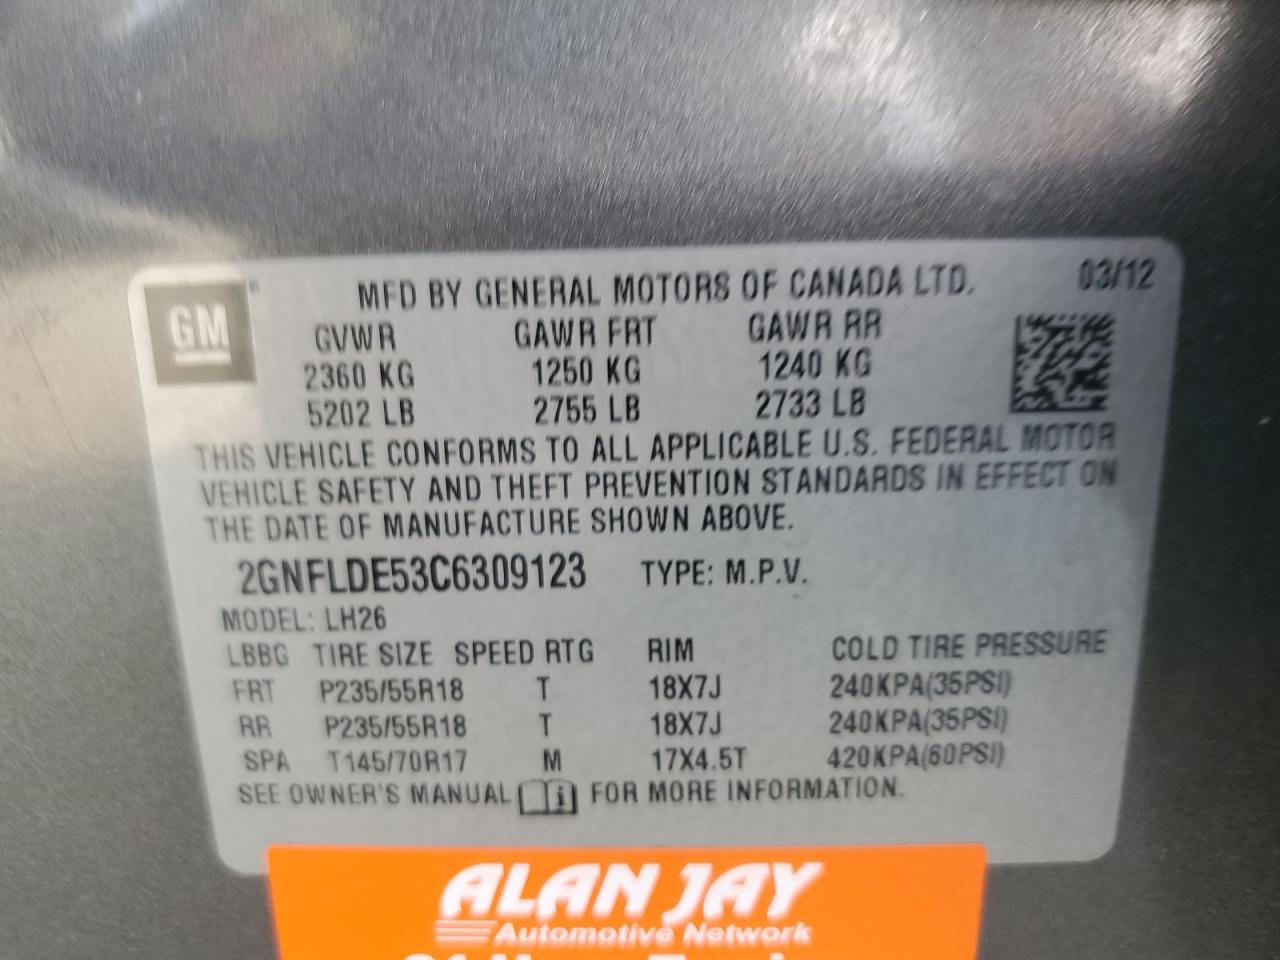 GM
MFD BY GENERAL MOTORS OF CANADA LTD. 03/12
GVWR GAWR FRT GAWR RR
2360 KG 1250 KG 1240 KG
5202 LB 2755 LB 2733 LB
THIS VEHICLE CONFORMS TO ALL APPLICABLE U.S. FEDERAL MOTOR
VEHICLE SAFETY AND THEFT PREVENTION STANDARDS IN EFFECT ON
THE DATE OF MANUFACTURE SHOWN ABOVE.
2GNFLDE53C6309123 TYPE: M.P.V.
MODEL: LH26
LBBG TIRE SIZE SPEED RTG RIM COLD TIRE PRESSURE
FRT P235/55R18 T 18X7J 240KPA(35PSI)
RR P235/55R18 T 18X7J 240KPA(35PSI)
SPA T145/70R17 M 17X4.5T 420KPA(60PSI)
SEE OWNER'S MANUAL i FOR MORE INFORMATION.
ALAN JAY
Automotive Network